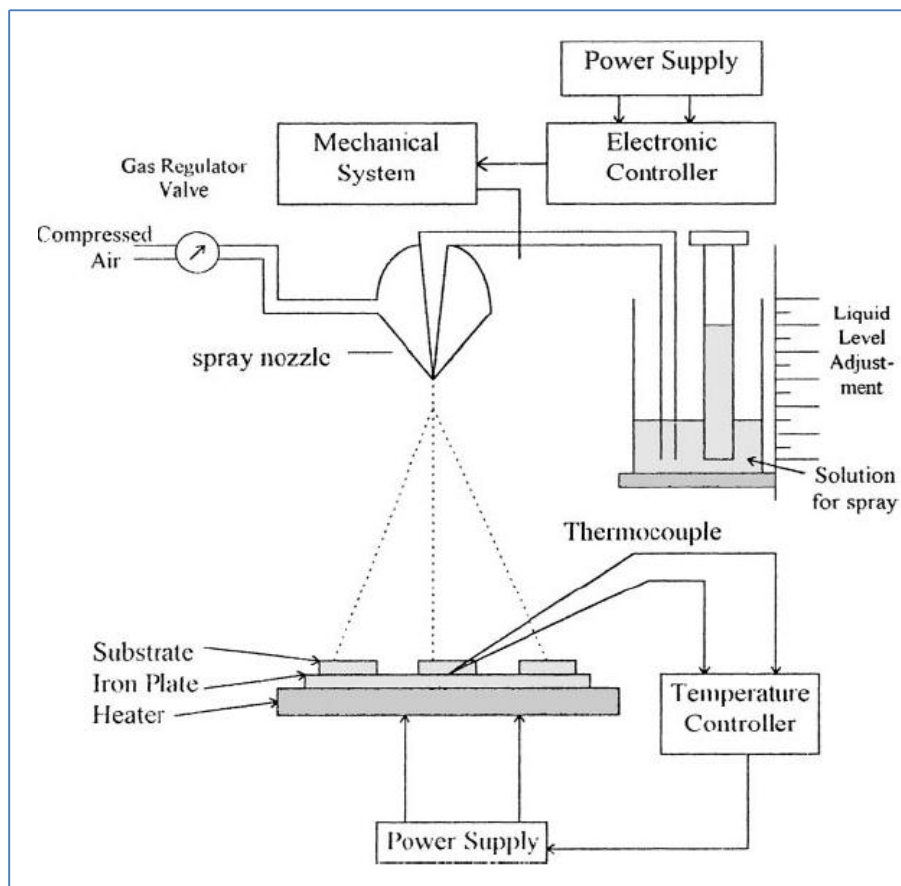 Power Supply
Mechanical
System
Electronic
Controller
Gas Regulator
Valve
Compressed
Air
spray nozzle
Liquid
Level
Adjust-
ment
Solution
for spray
Thermocouple
Substrate
Iron Plate
Heater
Temperature
Controller
Power Supply